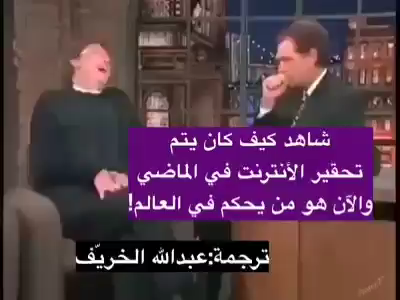 شاهد كيف كان يتم
تحقير الأنترنت في الماضي
والآن هو من يحكم في العالم!
ترجمة:عبدالله الخريّف